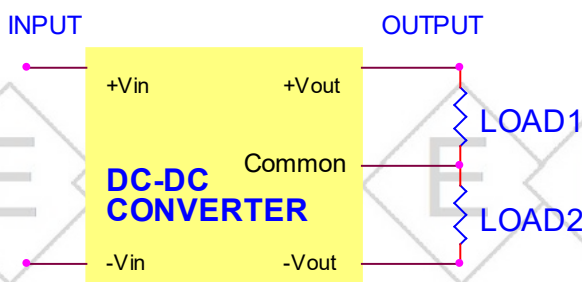 INPUT
OUTPUT
+Vin
+Vout
LOAD1
Common
DC-DC
CONVERTER
LOAD2
-Vin
-Vout